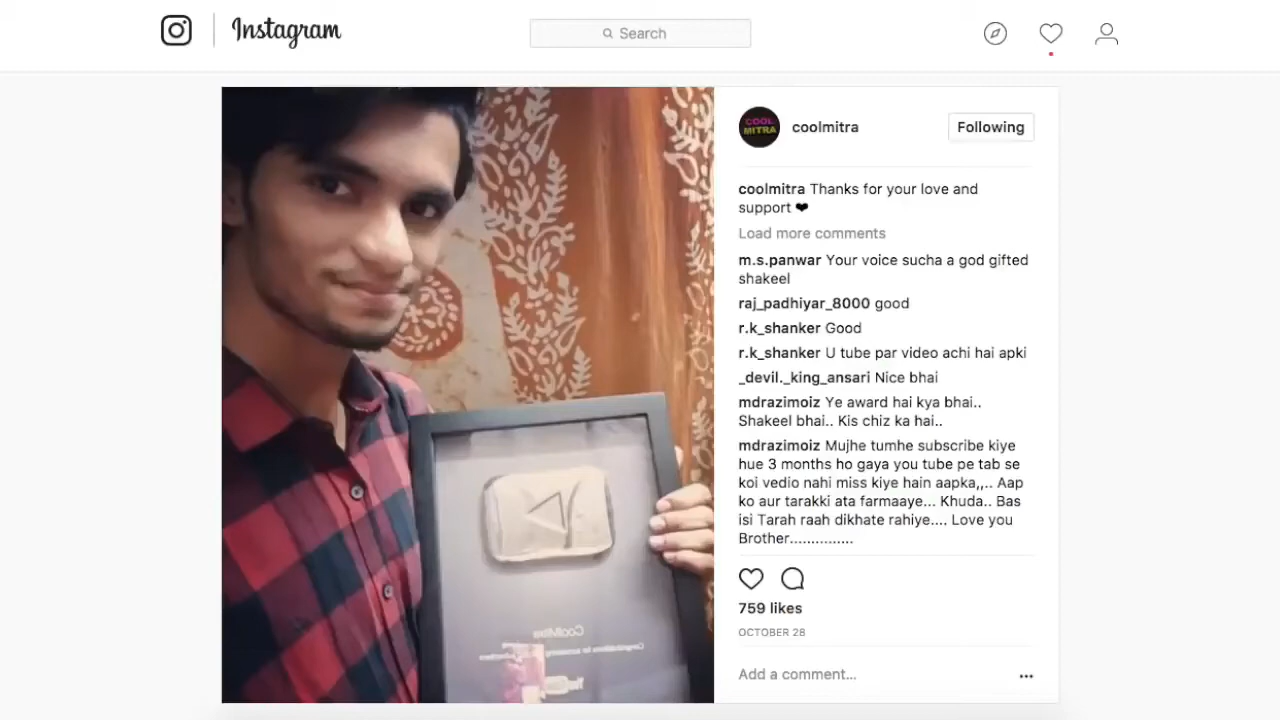 Instagram
Search
COOL
MITRA
coolmitra
Following
coolmitra Thanks for your love and
support ❤
Load more comments
m.s.panwar Your voice sucha a god gifted
shakeel
raj_padhiyar_8000 good
r.k_shanker Good
r.k_shanker U tube par video achi hai apki
_devil._king_ansari Nice bhai
mdrazimoiz Ye award hai kya bhai..
Shakeel bhai.. Kis chiz ka hai..
mdrazimoiz Mujhe tumhe subscribe kiye
hue 3 months ho gaya you tube pe tab se
koi vedio nahi miss kiye hain aapka,,.. Aap
ko aur tarakki ata farmaaye... Khuda.. Bas
isi Tarah raah dikhate rahiye.... Love you
Brother...............
759 likes
OCTOBER 28
Add a comment...
CoolMitra